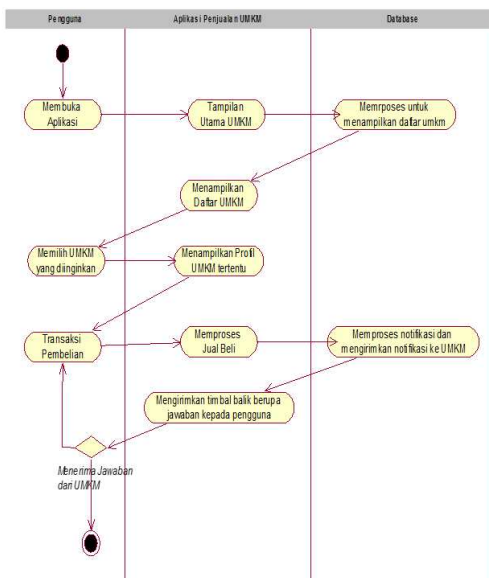 Pengguna
Aplikasi Penjualan UMKM
Database
Membuka
Aplikasi
Tampilan
Utama UMKM
Memrposes untuk
menampilkan daftar umkm
Menampilkan
Daftar UMKM
Memilih UMKM
yang diinginkan
Menampilkan Profil
UMKM tertentu
Transaksi
Pembelian
Memproses
Jual Beli
Memproses notifikasi dan
mengirimkan notifikasi ke UMKM
Mengirimkan timbal balik berupa
jawaban kepada pengguna
Menerima Jawaban
dari UMKM